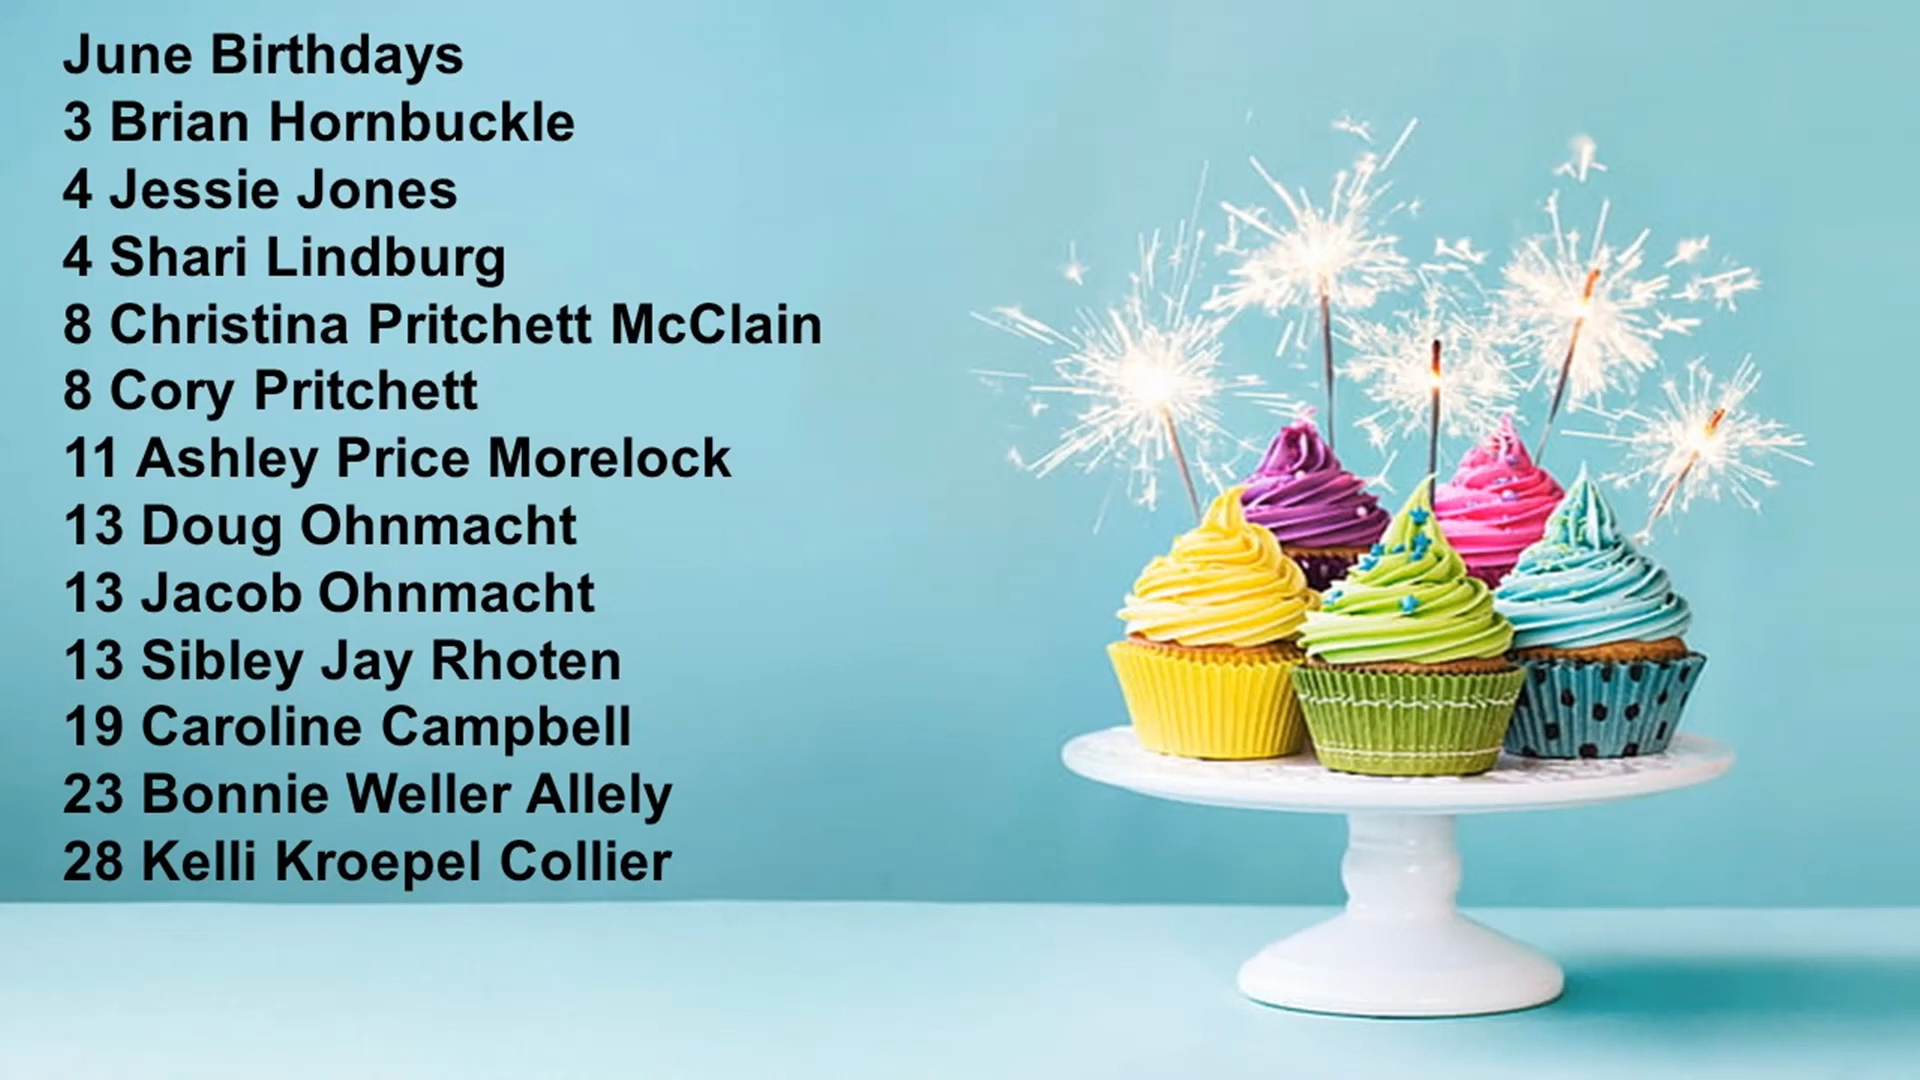 June Birthdays
3 Brian Hornbuckle
4 Jessie Jones
4 Shari Lindburg
8 Christina Pritchett McClain
8 Cory Pritchett
11 Ashley Price Morelock
13 Doug Ohnmacht
13 Jacob Ohnmacht
13 Sibley Jay Rhoten
19 Caroline Campbell
23 Bonnie Weller Allely
28 Kelli Kroepel Collier